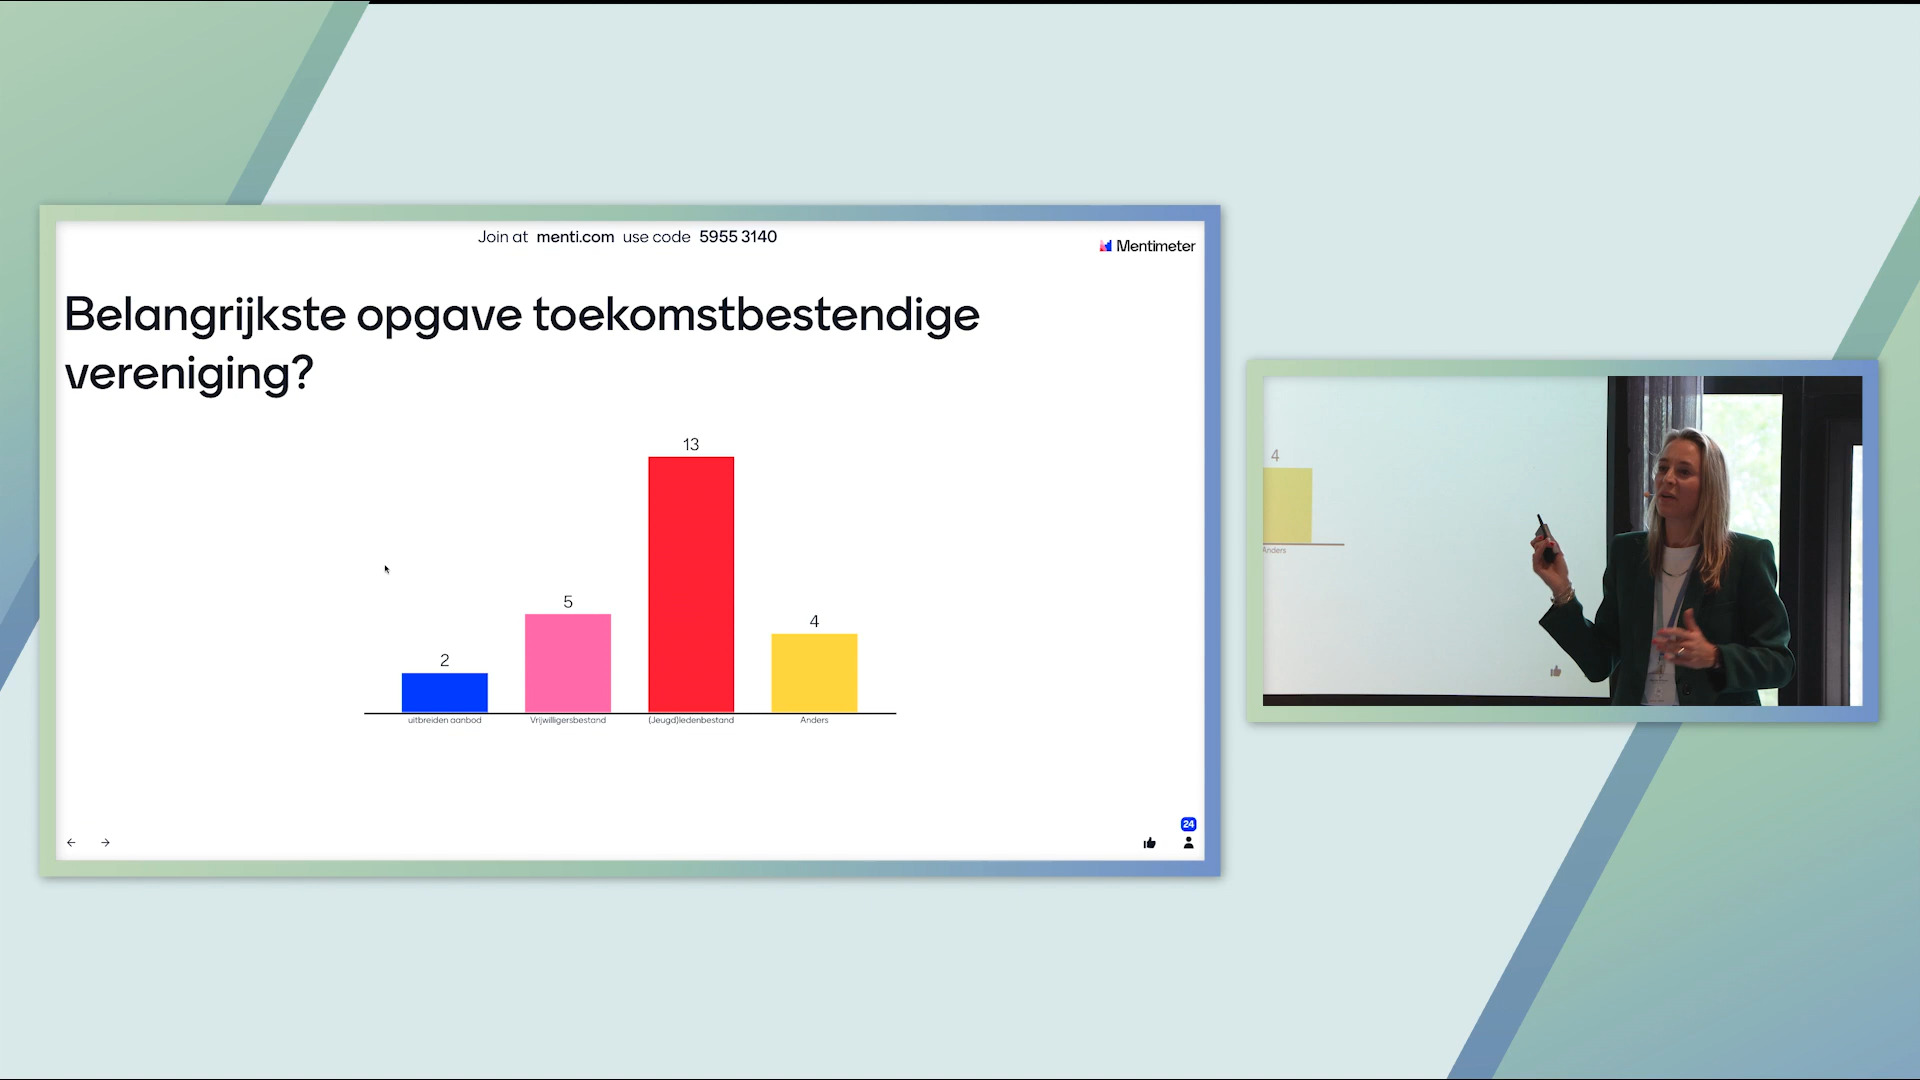 Join at menti.com use code 5955 3140
Mentimeter
Belangrijkste opgave toekomstbestendige
vereniging?
2
5
13
4
uitbreiden aanbod
Vrijwilligersbestand
(Jeugd)ledenbestand
Anders
24
4
Anders